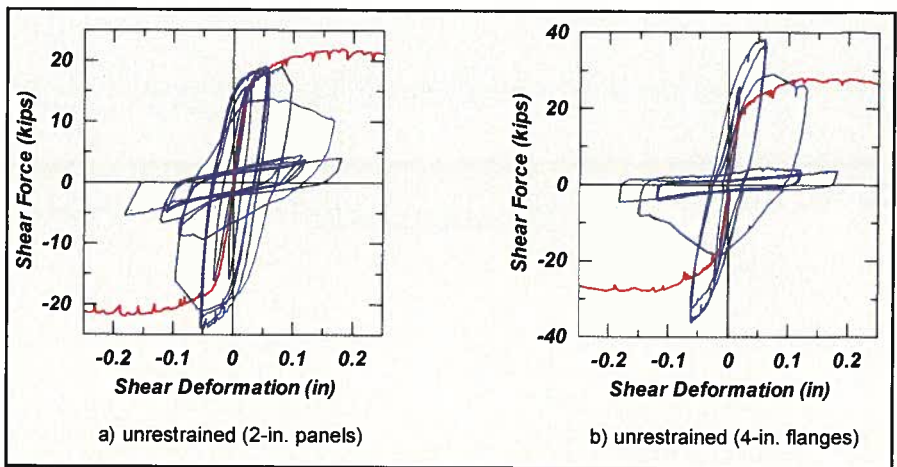 Shear Force (kips)
20
10
0
-10
-20
-0.2 -0.1 0 0.1 0.2
Shear Deformation (in)
a) unrestrained (2-in. panels)
Shear Force (kips)
40
20
0
-20
-40
-0.2 -0.1 0 0.1 0.2
Shear Deformation (in)
b) unrestrained (4-in. flanges)